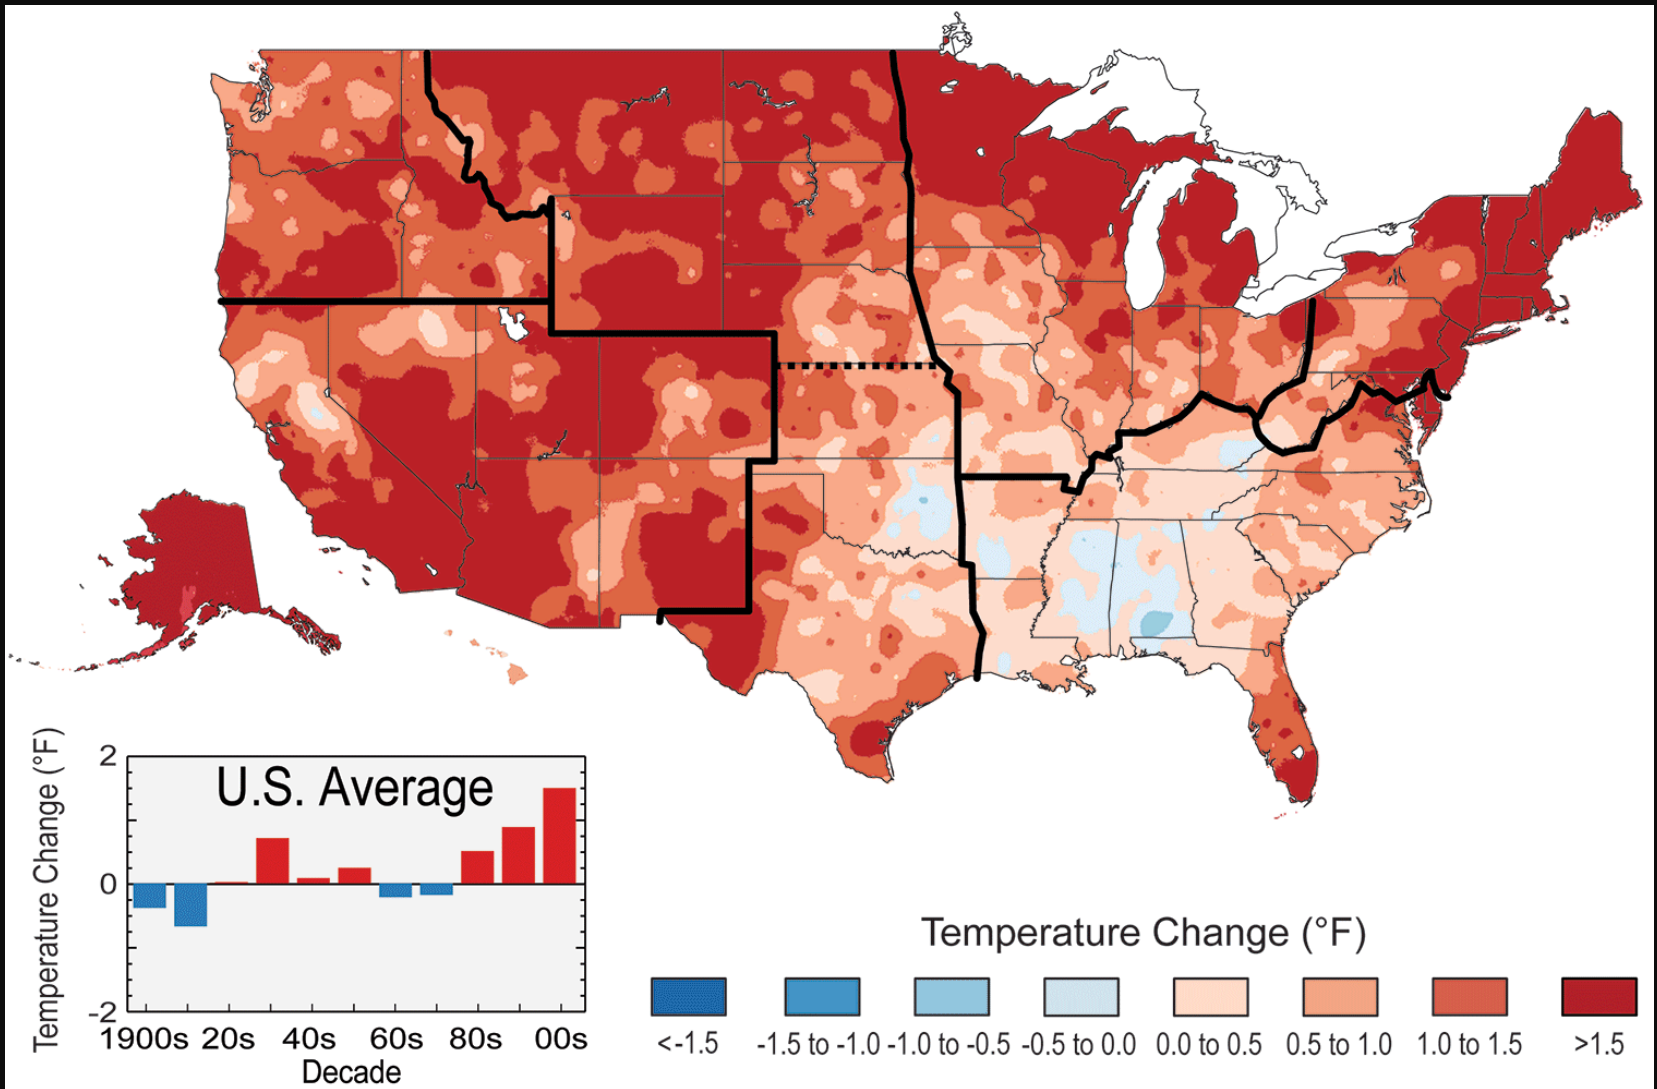 U.S. Average
Temperature Change (°F)
2
0
-2
1900s 20s 40s 60s 80s 00s
Decade
Temperature Change (°F)
<-1.5 -1.5 to -1.0 -1.0 to -0.5 -0.5 to 0.0 0.0 to 0.5 0.5 to 1.0 1.0 to 1.5 >1.5